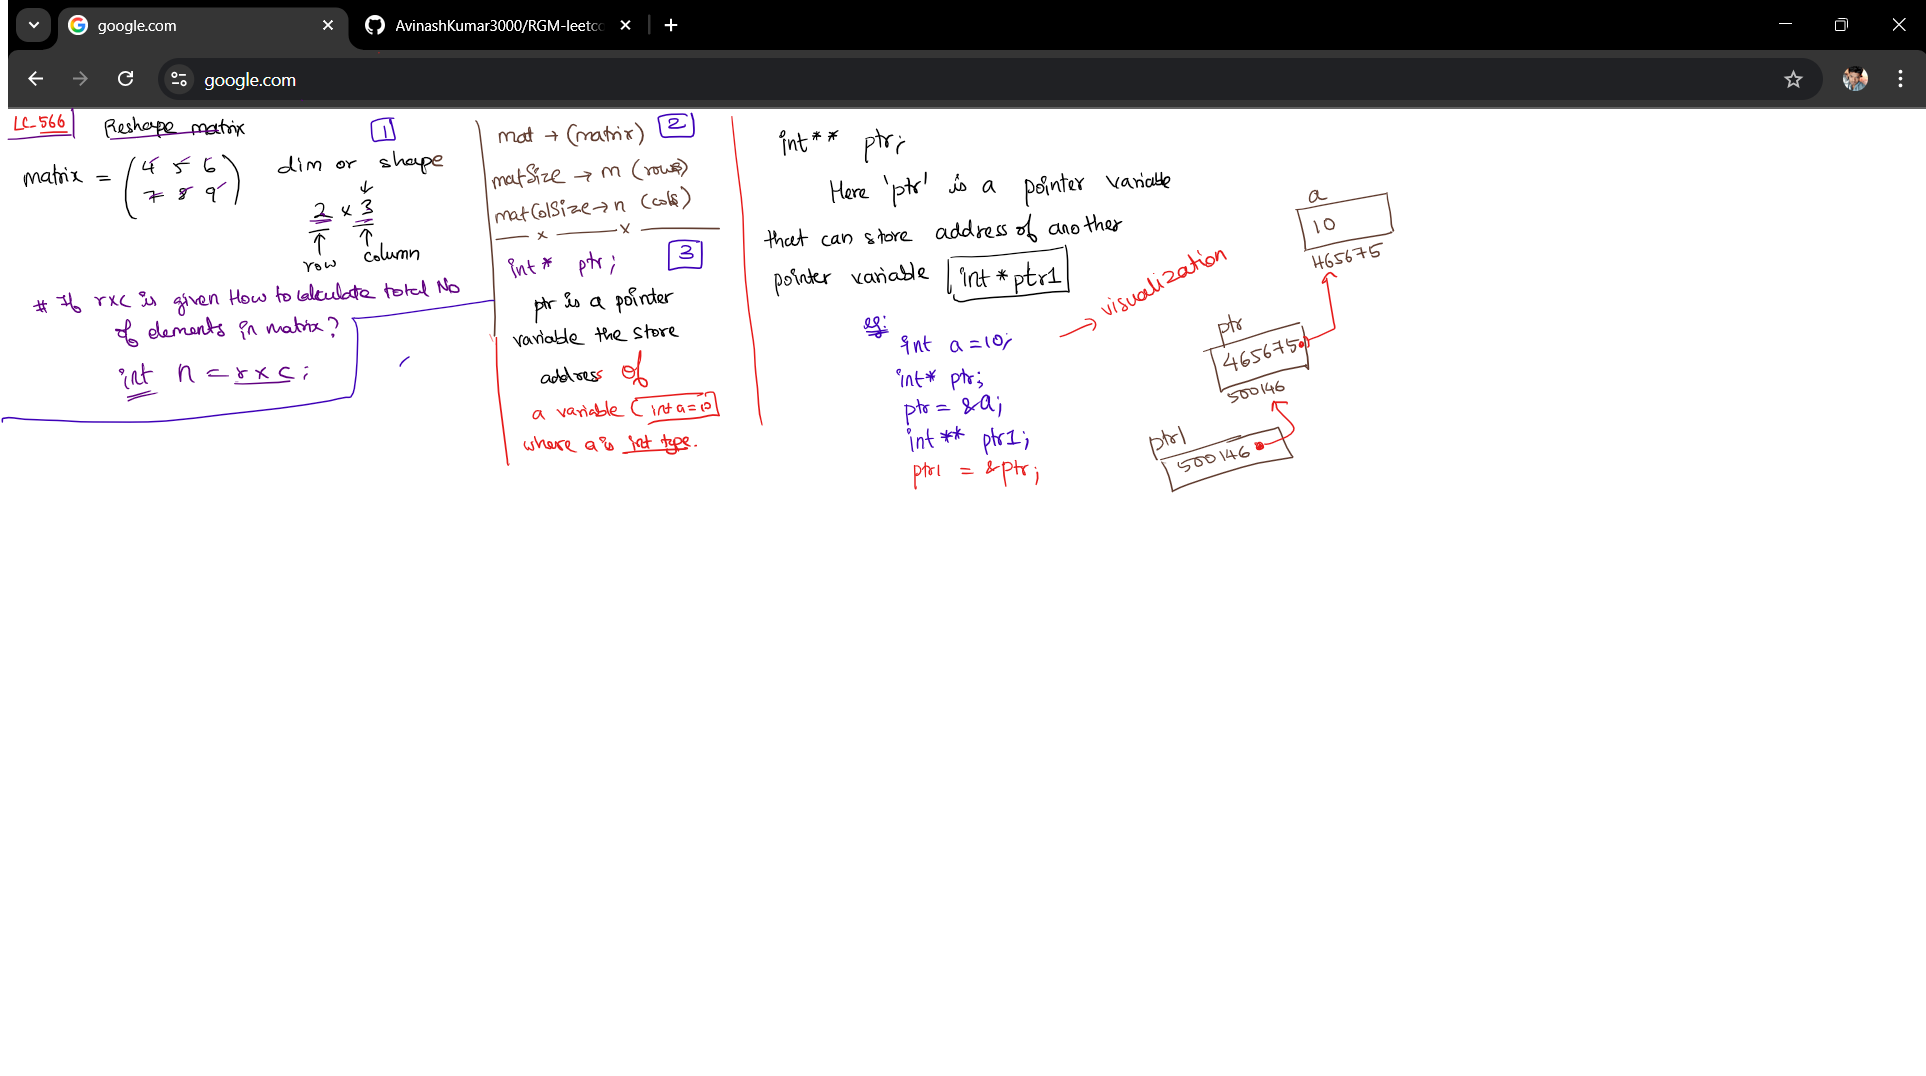 google.com
AvinashKumar3000/RGM-leetco
google.com
LC-566 Reshape matrix
1
matrix = ( 4 5 6
7 8 9 )
dim or shape
2 x 3
row column
# If rxc is given How to calculate total No
of elements in matrix?
int n = r x c;
mat → (matrix) 2
matSize → m (rows)
matColSize → n (cols)
x x
int* ptr; 3
ptr is a pointer
variable the store
address of
a variable (int a=10
where a is int type.
int** ptr;
Here 'ptr' is a pointer variable
that can store address of another
pointer variable int *ptr1
eg:
int a=10;
int* ptr;
ptr = &a;
int** ptr1;
ptr1 = &ptr;
→ visualization
a
10
465675
ptr
465675
500146
ptr1
500146